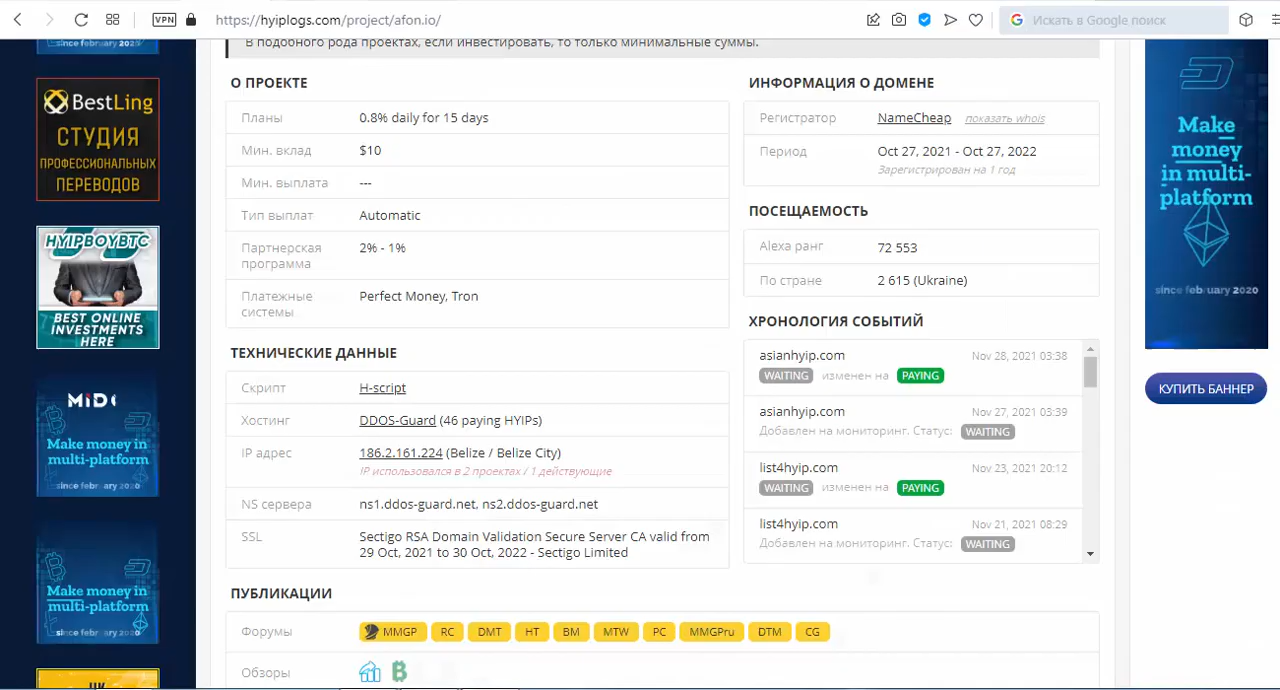 VPN
https://hyiplogs.com/project/afon.io/
Искать в Google поиск
since february 2020
BestLing
СТУДИЯ
ПРОФЕССИОНАЛЬНЫХ
ПЕРЕВОДОВ
HYIPBOYBTC
BEST ONLINE
INVESTMENTS
HERE
Make money in
multi-platform
since february 2020
Make money in
multi-platform
since february 2020
В подобного рода проектах, если инвестировать, то только минимальные суммы.
О ПРОЕКТЕ
Планы 0.8% daily for 15 days
Мин. вклад $10
Мин. выплата ---
Тип выплат Automatic
Партнерская программа 2% - 1%
Платежные системы Perfect Money, Tron
ТЕХНИЧЕСКИЕ ДАННЫЕ
Скрипт H-script
Хостинг DDOS-Guard (46 paying HYIPs)
IP адрес 186.2.161.224 (Belize / Belize City)
IP использовался в 2 проектах / 1 действующие
NS сервера ns1.ddos-guard.net, ns2.ddos-guard.net
SSL Sectigo RSA Domain Validation Secure Server CA valid from
29 Oct, 2021 to 30 Oct, 2022 - Sectigo Limited
ИНФОРМАЦИЯ О ДОМЕНЕ
Регистратор NameCheap показать whois
Период Oct 27, 2021 - Oct 27, 2022
Зарегистрирован на 1 год
ПОСЕЩАЕМОСТЬ
Alexa ранг 72 553
По стране 2 615 (Ukraine)
ХРОНОЛОГИЯ СОБЫТИЙ
asianhyip.com Nov 28, 2021 03:38
WAITING изменен на PAYING
asianhyip.com Nov 27, 2021 03:39
Добавлен на мониторинг. Статус: WAITING
list4hyip.com Nov 23, 2021 20:12
WAITING изменен на PAYING
list4hyip.com Nov 21, 2021 08:29
Добавлен на мониторинг. Статус: WAITING
ПУБЛИКАЦИИ
Форумы MMGP RC DMT HT BM MTW PC MMGPru DTM CG
Обзоры
Make
money
in multi-
platform
since february 2020
КУПИТЬ БАННЕР